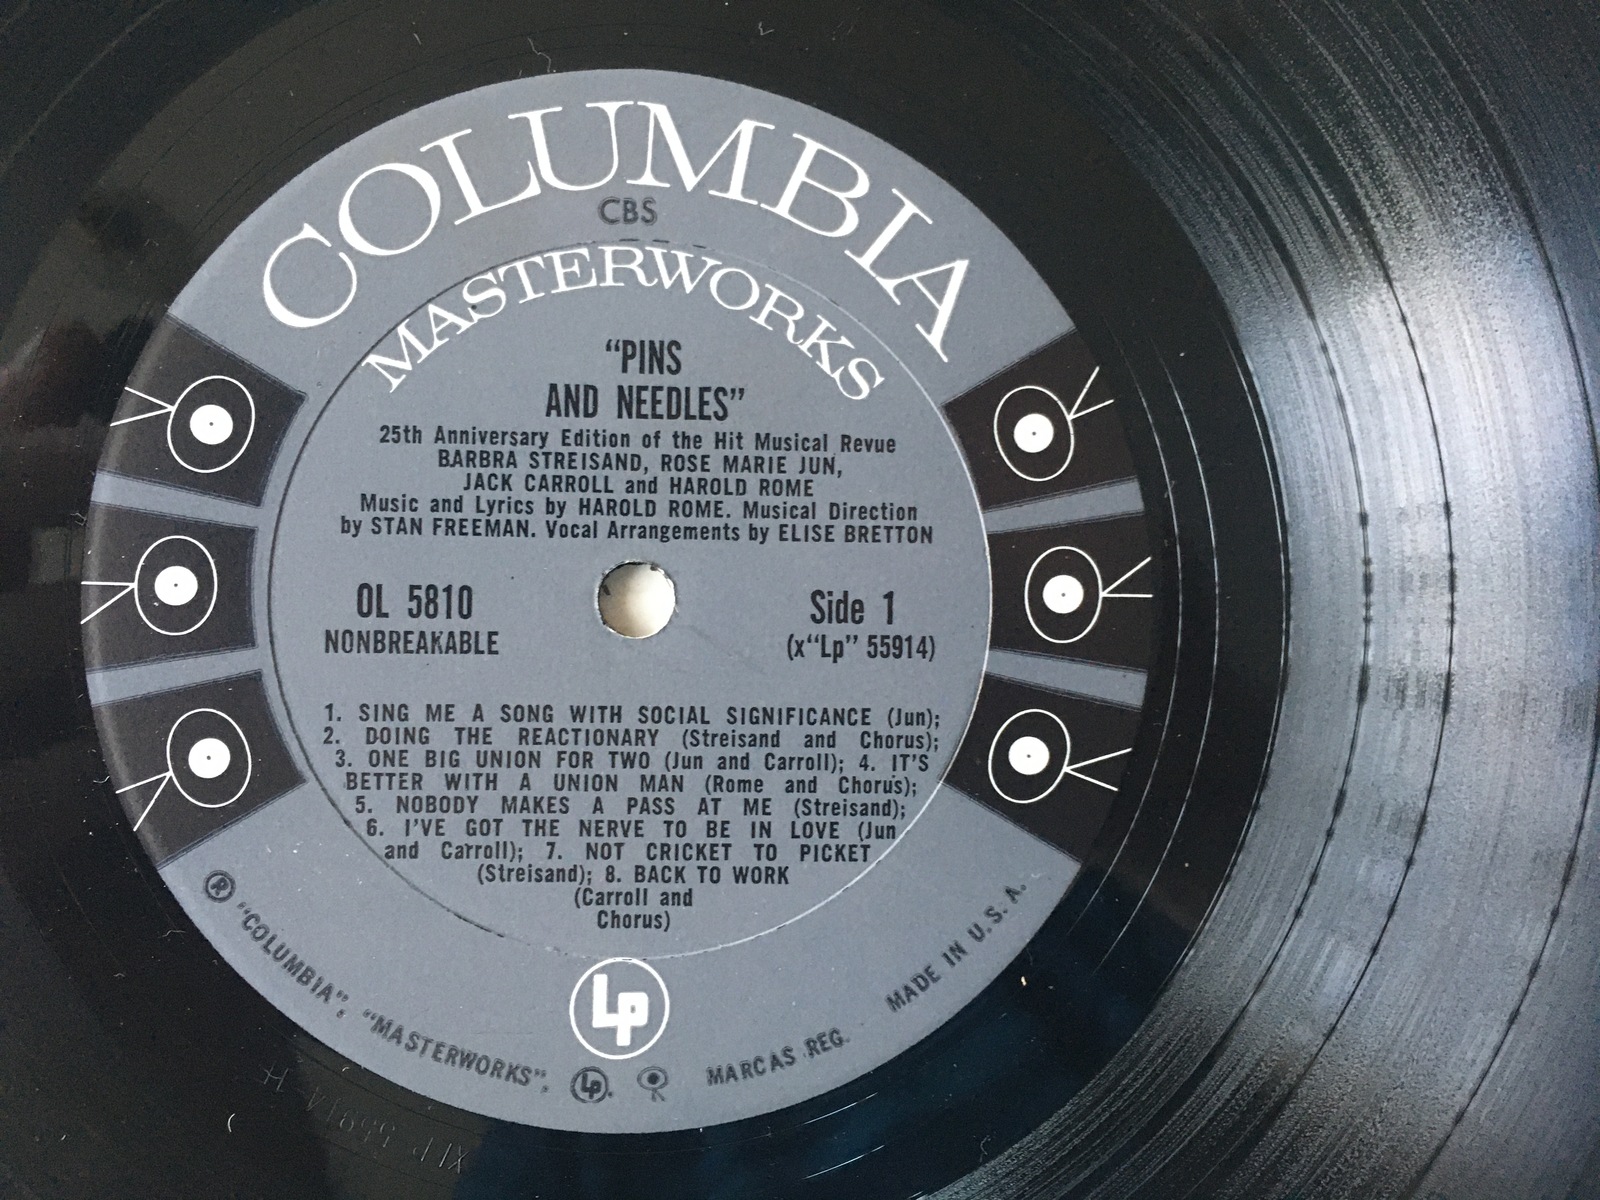 COLUMBIA
CBS
MASTERWORKS
"PINS
AND NEEDLES"
25th Anniversary Edition of the Hit Musical Revue
BARBRA STREISAND, ROSE MARIE JUN,
JACK CARROLL and HAROLD ROME
Music and Lyrics by HAROLD ROME. Musical Direction
by STAN FREEMAN. Vocal Arrangements by ELISE BRETTON
OL 5810
NONBREAKABLE
Side 1
(x"Lp" 55914)
1. SING ME A SONG WITH SOCIAL SIGNIFICANCE (Jun);
2. DOING THE REACTIONARY (Streisand and Chorus);
3. ONE BIG UNION FOR TWO (Jun and Carroll); 4. IT'S
BETTER WITH A UNION MAN (Rome and Chorus);
5. NOBODY MAKES A PASS AT ME (Streisand);
6. I'VE GOT THE NERVE TO BE IN LOVE (Jun
and Carroll); 7. NOT CRICKET TO PICKET
(Streisand); 8. BACK TO WORK
(Carroll and
Chorus)
Lp
® "COLUMBIA", "MASTERWORKS", Lp. MARCAS REG. MADE IN U.S.A.